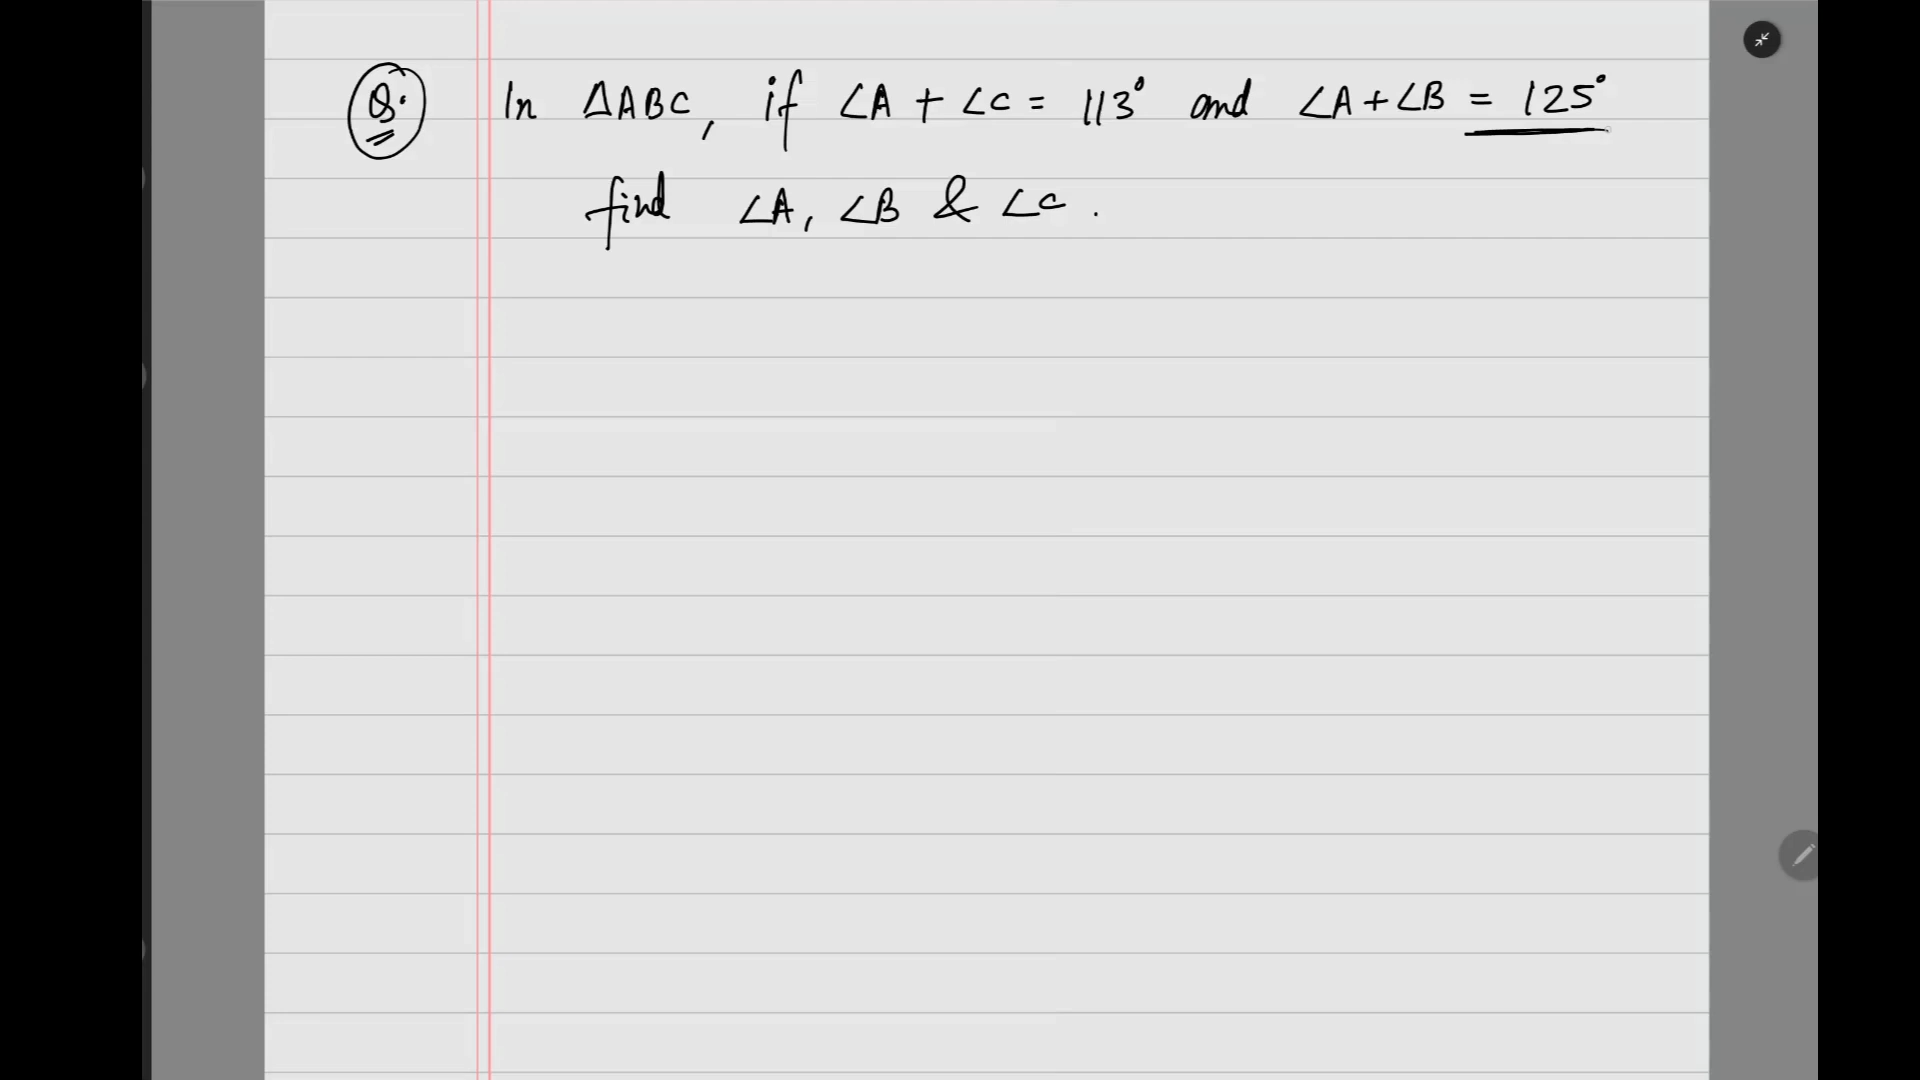 Q. In ΔABC, if ∠A + ∠C = 113° and ∠A + ∠B = 125°
find ∠A, ∠B & ∠C.